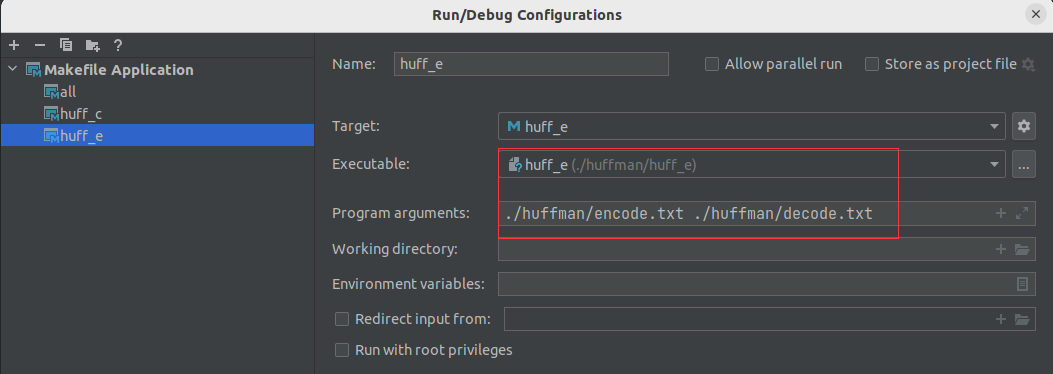 Run/Debug Configurations
Makefile Application
all
huff_c
huff_e
Name: huff_e
Allow parallel run
Store as project file
Target: huff_e
Executable: huff_e (./huffman/huff_e)
...
Program arguments: ./huffman/encode.txt ./huffman/decode.txt
Working directory:
Environment variables:
Redirect input from:
Run with root privileges